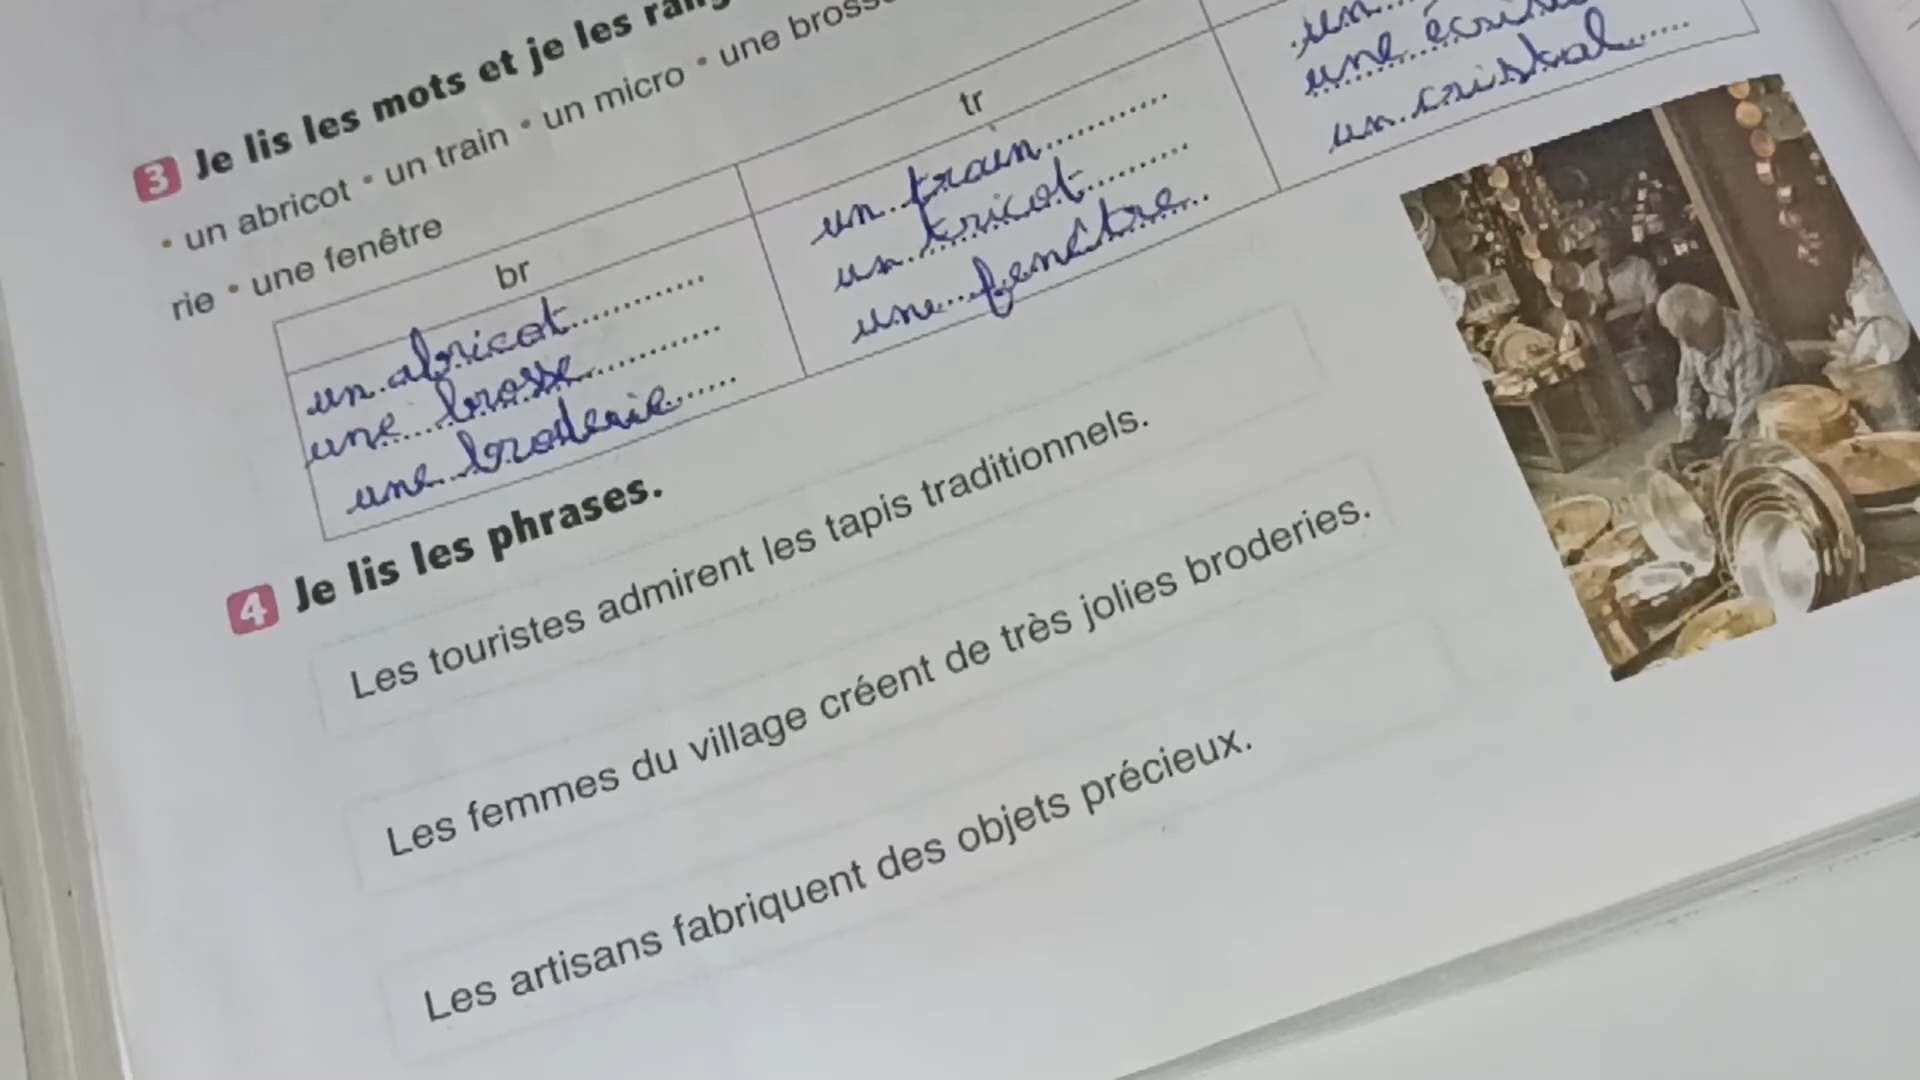 3 Je lis les mots et je les
• un abricot • un train • un micro • une
rie • une fenêtre
br
tr
un abricot
une brosse
une broderie
un train
un tricot
une fenêtre
un
une
un cristal
4 Je lis les phrases.
Les touristes admirent les tapis traditionnels.
Les femmes du village créent de très jolies broderies.
Les artisans fabriquent des objets précieux.